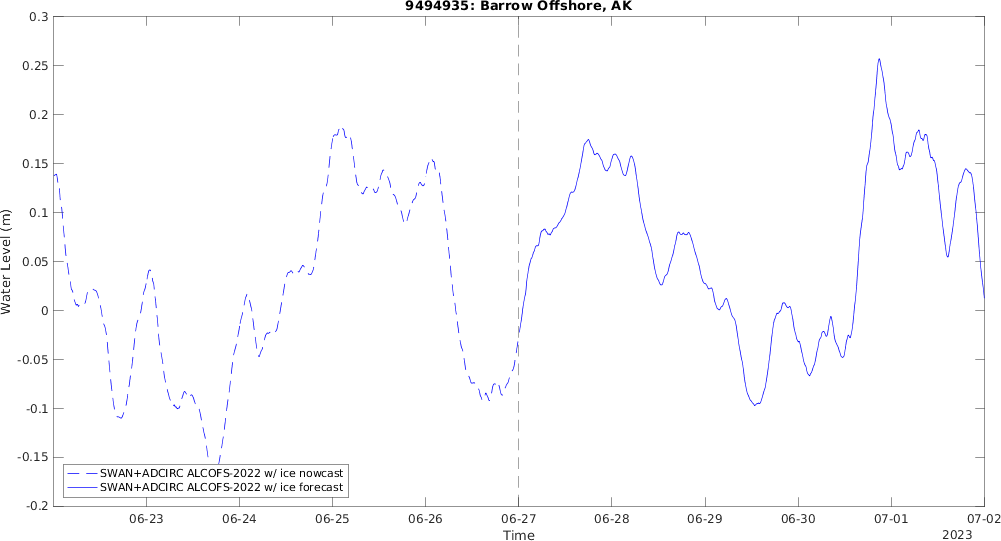 9494935: Barrow Offshore, AK
0.3
0.25
0.2
0.15
0.1
0.05
0
-0.05
-0.1
-0.15
-0.2
Water Level (m)
SWAN+ADCIRC ALCOFS-2022 w/ ice nowcast
SWAN+ADCIRC ALCOFS-2022 w/ ice forecast
06-23 06-24 06-25 06-26 06-27 06-28 06-29 06-30 07-01 07-02
Time
2023